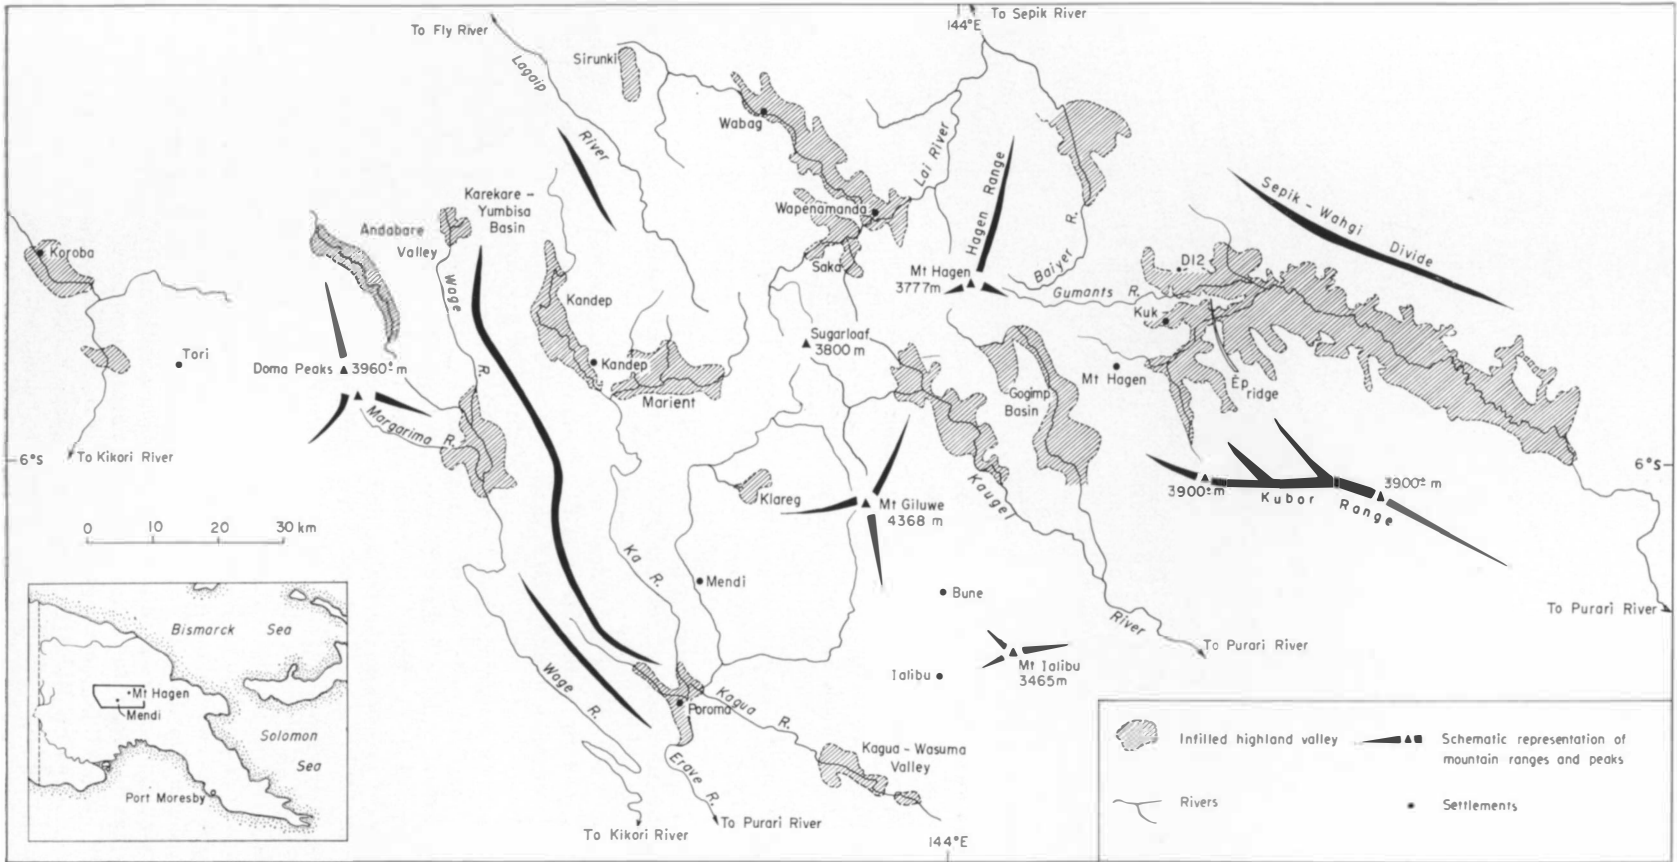 To Fly River
144°E
To Sepik River
Sirunki
Lagaip
River
Wabag
Lai River
Hagen Range
Sepik - Wahgi Divide
Karekare -
Yumbisa
Basin
Wapenamanda
Andabare
Valley
Koroba
Saka
Mt Hagen
3777m
Baiyer R.
D12
Gumants R.
Wage R.
Kandep
Kuk
Sugarloaf
3800 m
Tori
Doma Peaks
3960± m
Kandep
Mt Hagen
Marient
Gogimp
Basin
Ep
ridge
Margarima R.
To Kikori River
6°S
6°S
Klareg
Mt Giluwe
4368 m
Kaugel
River
3900± m
Kubor Range
3900± m
0 10 20 30 km
Ka R.
Mendi
Bune
To Purari River
To Purari River
Bismarck Sea
Mt Hagen
Mendi
Solomon
Sea
Port Moresby
Wage R.
Ialibu
Mt Ialibu
3465m
Poroma
Kagua R.
Kagua - Wasuma
Valley
Erave R.
To Kikori River
To Purari River
144°E
Infilled highland valley
Schematic representation of
mountain ranges and peaks
Rivers
Settlements